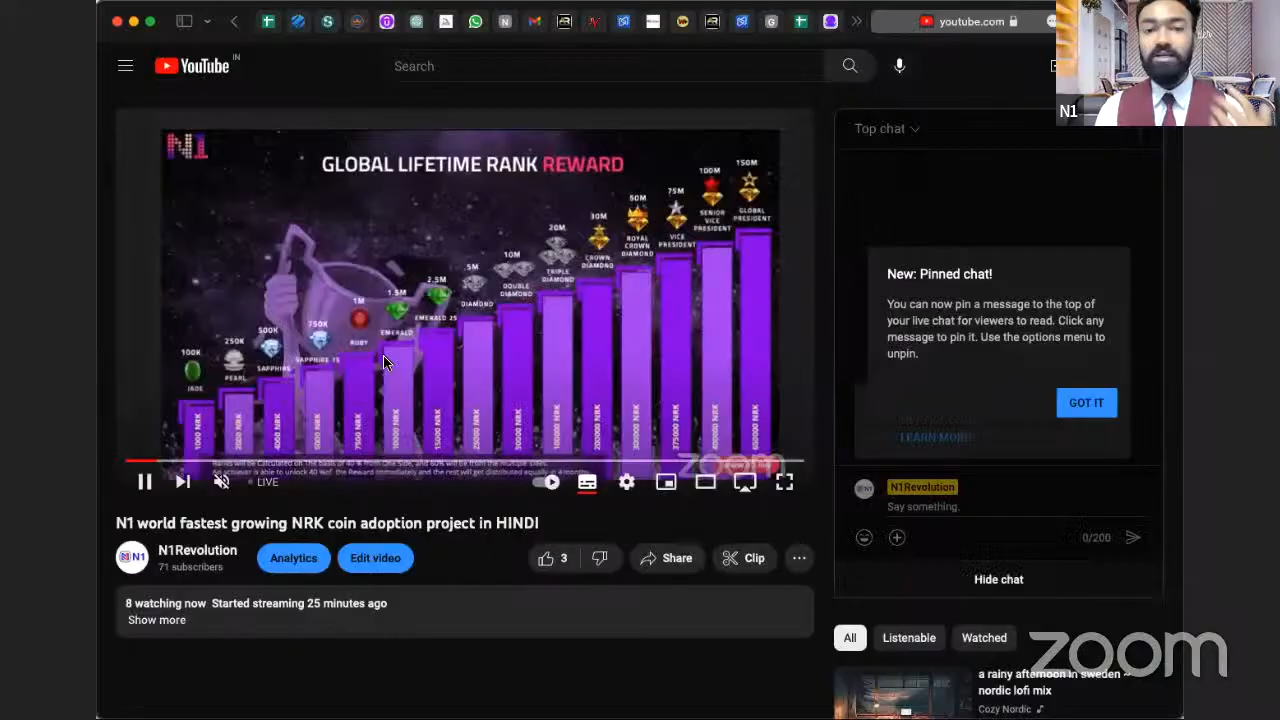 youtube.com
N1
YouTube IN
Search
Top chat
N1
GLOBAL LIFETIME RANK REWARD
100K
JADE
250K
PEARL
500K
SAPPHIRE
750K
1M
RUBY
1.5M
EMERALD
2.5M
EMERALD 25
5M
DIAMOND
10M
DOUBLE DIAMOND
20M
TRIPLE DIAMOND
30M
CROWN DIAMOND
50M
ROYAL CROWN DIAMOND
75M
VICE PRESIDENT
100M
SENIOR VICE PRESIDENT
150M
GLOBAL PRESIDENT
zoom
LIVE
New: Pinned chat!
You can now pin a message to the top of
your live chat for viewers to read. Click any
message to pin it. Use the options menu to
unpin.
GOT IT
LEARN MORE
N1Revolution
Say something.
0/200
Hide chat
N1 world fastest growing NRK coin adoption project in HINDI
N1
N1Revolution
71 subscribers
Analytics
Edit video
3
Share
Clip
8 watching now Started streaming 25 minutes ago
Show more
All
Listenable
Watched
zoom
a rainy afternoon in sweden ~
nordic lofi mix
Cozy Nordic